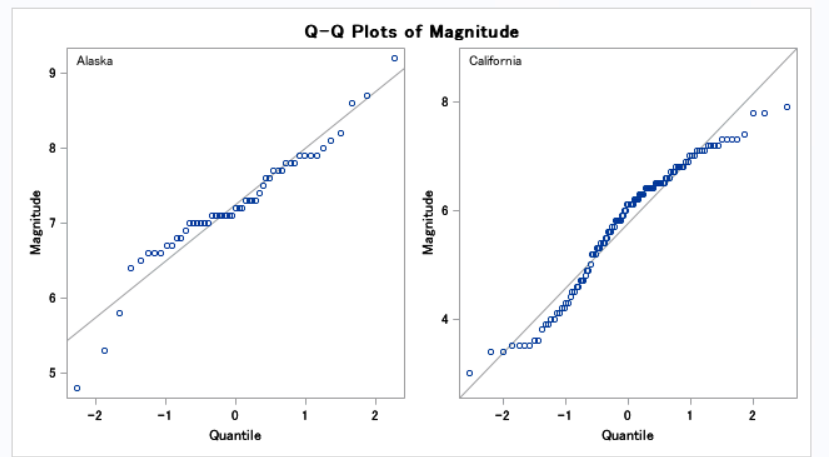 Q-Q Plots of Magnitude
Alaska
California
9
8
7
6
5
Magnitude
-2
-1
0
1
2
Quantile
8
6
4
Magnitude
-2
-1
0
1
2
Quantile